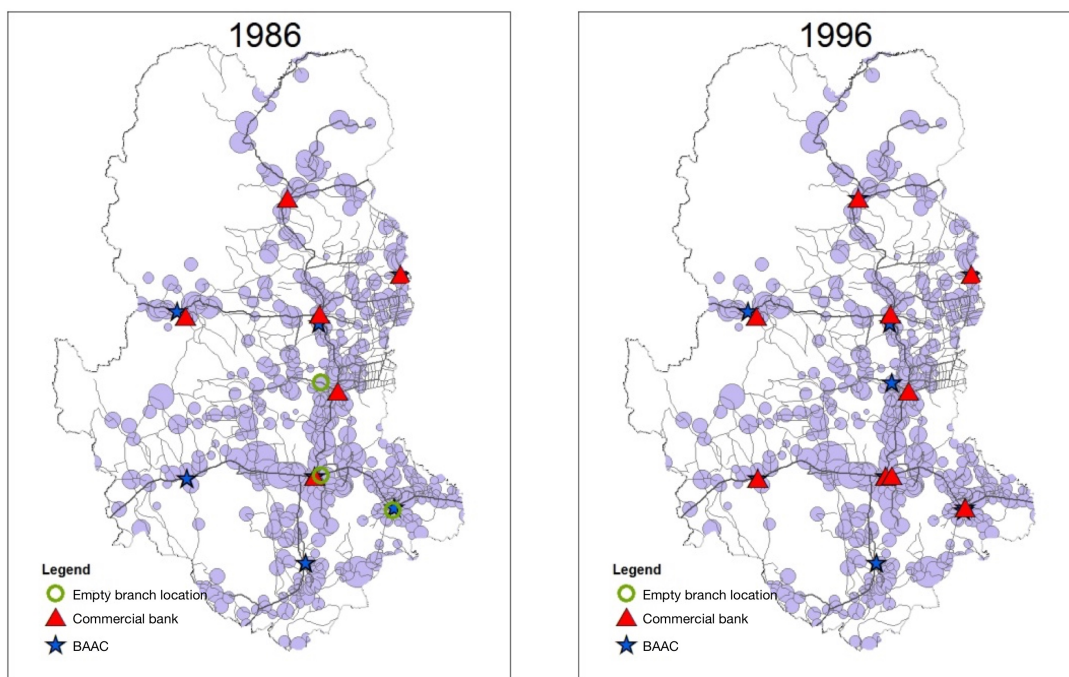 1986
Legend
Empty branch location
Commercial bank
BAAC
1996
Legend
Empty branch location
Commercial bank
BAAC